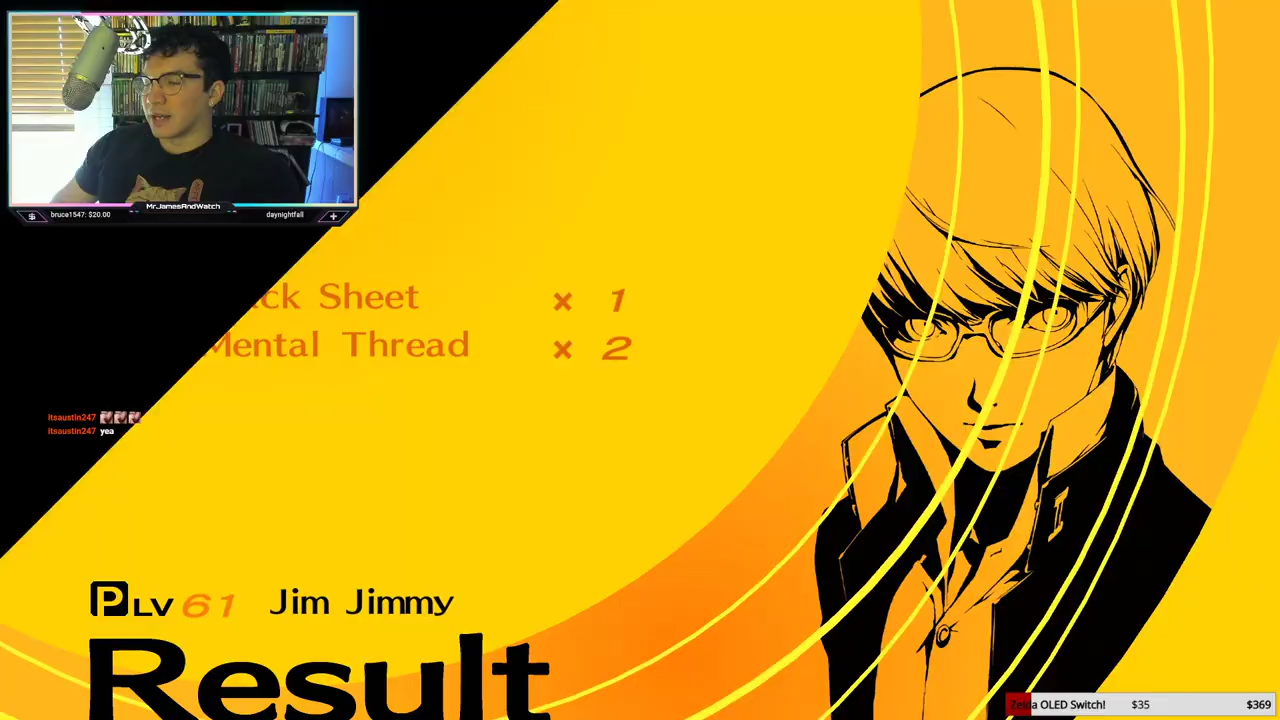 MrJamesAndWatch
$ bruce1547: $20.00 daynightfall +
ck Sheet × 1
Mental Thread × 2
itsaustin247
itsaustin247 yea
P LV 61 Jim Jimmy
Result
Zelda OLED Switch! $35 $369